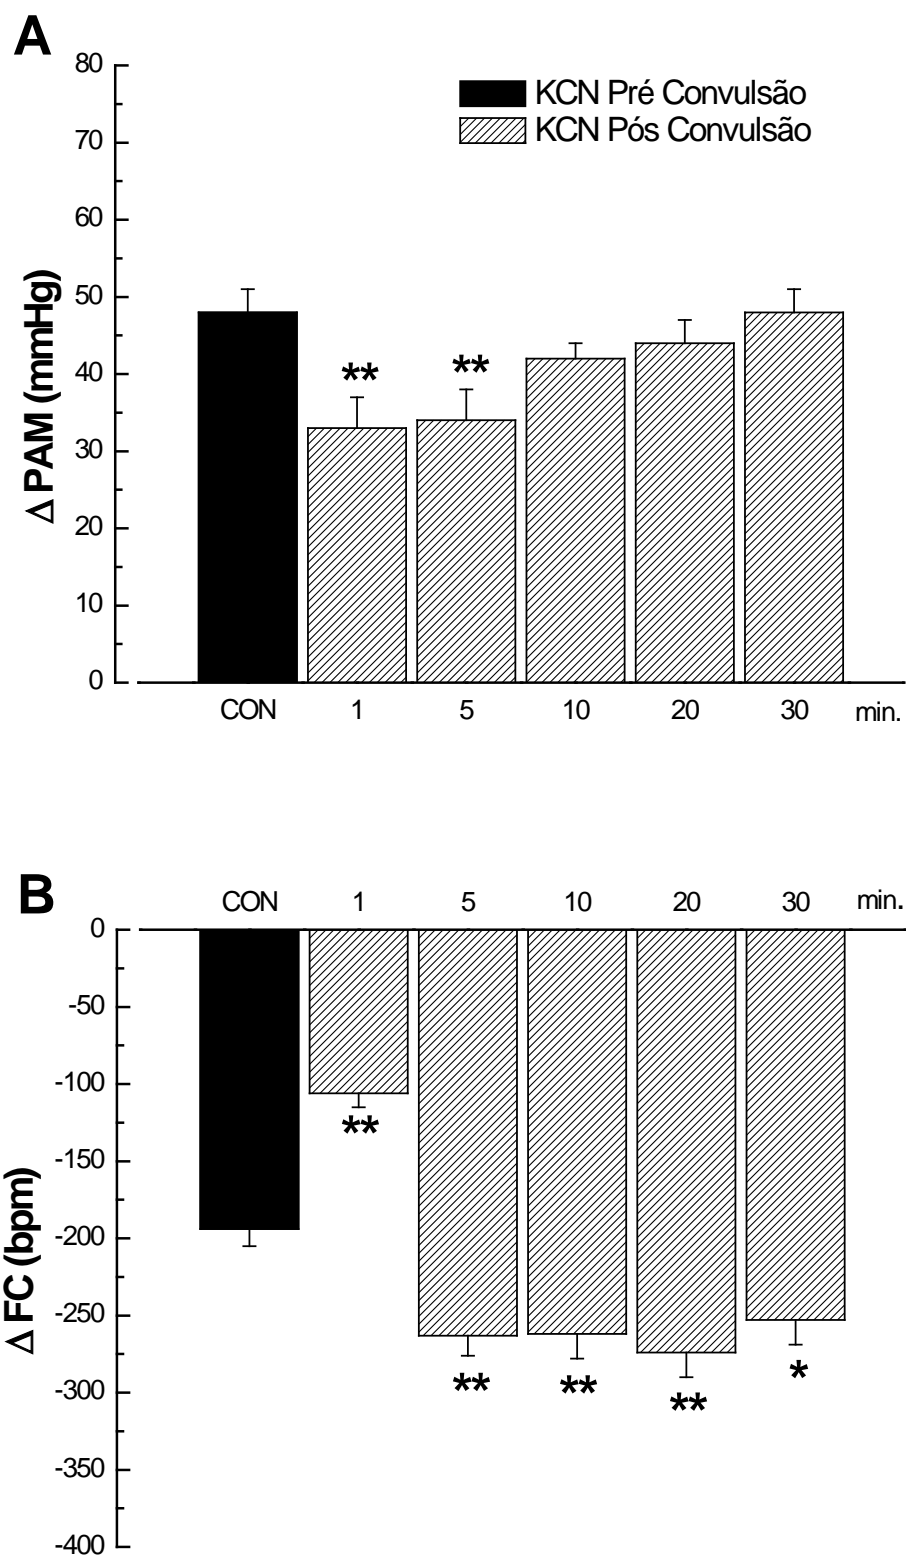 A
80
KCN Pré Convulsão
KCN Pós Convulsão
70
60
50
40
30
20
10
0
Δ PAM (mmHg)
** **
CON 1 5 10 20 30 min.
B
CON 1 5 10 20 30 min.
0
-50
-100
-150
-200
-250
-300
-350
-400
Δ FC (bpm)
**
** ** ** *